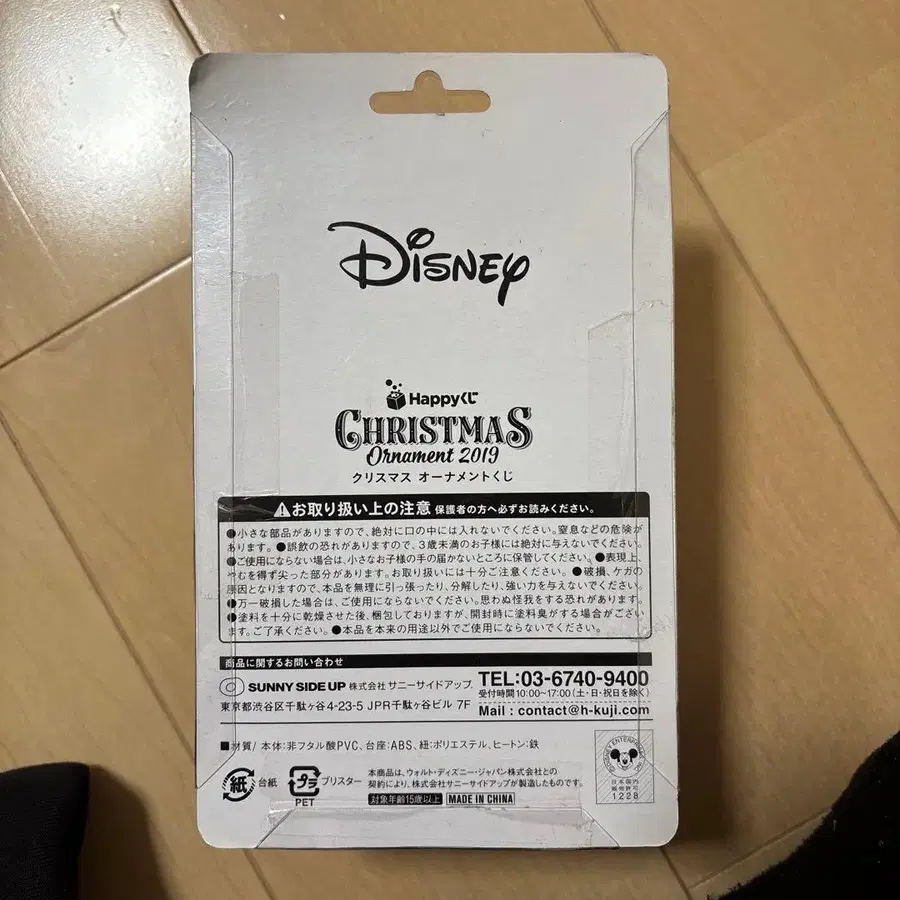 Disney
Happyくじ
CHRISTMAS
Ornament 2019
クリスマス オーナメントくじ
お取り扱い上の注意 保護者の方へ必ずお読みください。
●小さな部品がありますので、絶対に口の中には入れないでください。窒息などの危険が
あります。●誤飲の恐れがありますので、3歳未満のお子様には絶対に与えないでください。
●ご使用にならない場合は、小さなお子様の手の届かないところに保管してください。●表現上、
やむを得ず尖った部分があります。お取り扱いには十分ご注意ください。●破損、ケガの
原因となりますので、本品を無理に引っ張ったり、分解したり、強い力を与えないでください。
●万一破損した場合は、ご使用にならないでください。思わぬ怪我をする恐れがあります。
●塗料を十分に乾燥させた後、梱包しておりますが、開封時に塗料臭がする場合がござい
ます。ご了承ください。●本品を本来の用途以外でご使用にならないでください。
商品に関するお問い合わせ
SUNNY SIDE UP 株式会社 サニーサイドアップ
東京都渋谷区千駄ヶ谷4-23-5 JPR千駄ヶ谷ビル 7F
TEL:03-6740-9400
受付時間10:00~17:00(土・日・祝日を除く)
Mail : contact@h-kuji.com
■材質/ 本体:非フタル酸PVC、台座:ABS、紐:ポリエステル、ヒートン:鉄
紙 台紙
プラ ブリスター
PET
本商品は、ウォルト・ディズニー・ジャパン株式会社との
契約により、株式会社サニーサイドアップが製造したものです。
対象年齢15歳以上 MADE IN CHINA
日本国内
販売許可
1228